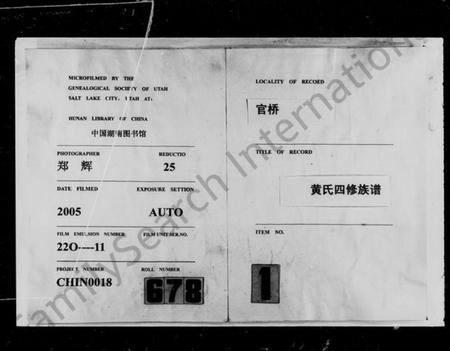 MICROFILMED BY THE
GENEALOGICAL SOCIETY OF UTAH
SALT LAKE CITY, UTAH AT:
HUNAN LIBRARY OF CHINA
中国湖南图书馆
PHOTOGRAPHER
REDUCTIO
郑 辉
25
DATE FILMED
EXPOSURE SETTION
2005
AUTO
FILM EMULSION NUMBER
FILM UNIT SER.NO.
22O----11
PROJECT NUMBER
ROLL NUMBER
CHIN0018
678
LOCALITY OF RECORD
官桥
TITLE OF RECORD
黄氏四修族谱
ITEM NO.
1
FamilySearch International